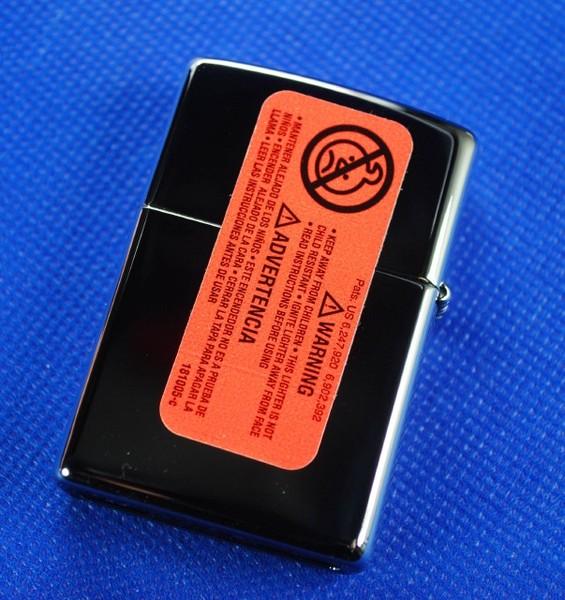 Pats. US 6,247,920 6,902,392
⚠ WARNING
• KEEP AWAY FROM CHILDREN • THIS LIGHTER IS NOT
CHILD RESISTANT • IGNITE LIGHTER AWAY FROM FACE
• READ INSTRUCTIONS BEFORE USING
⚠ ADVERTENCIA
• MANTENER ALEJADO DE LOS NIÑOS • ESTE ENCENDEDOR NO ES A PRUEBA DE
NIÑOS • ENCENDER ALEJADO DE LA CARA • CERRAR LA TAPA PARA APAGAR LA
LLAMA • LEER LAS INSTRUCCIONES ANTES DE USAR
181005-c